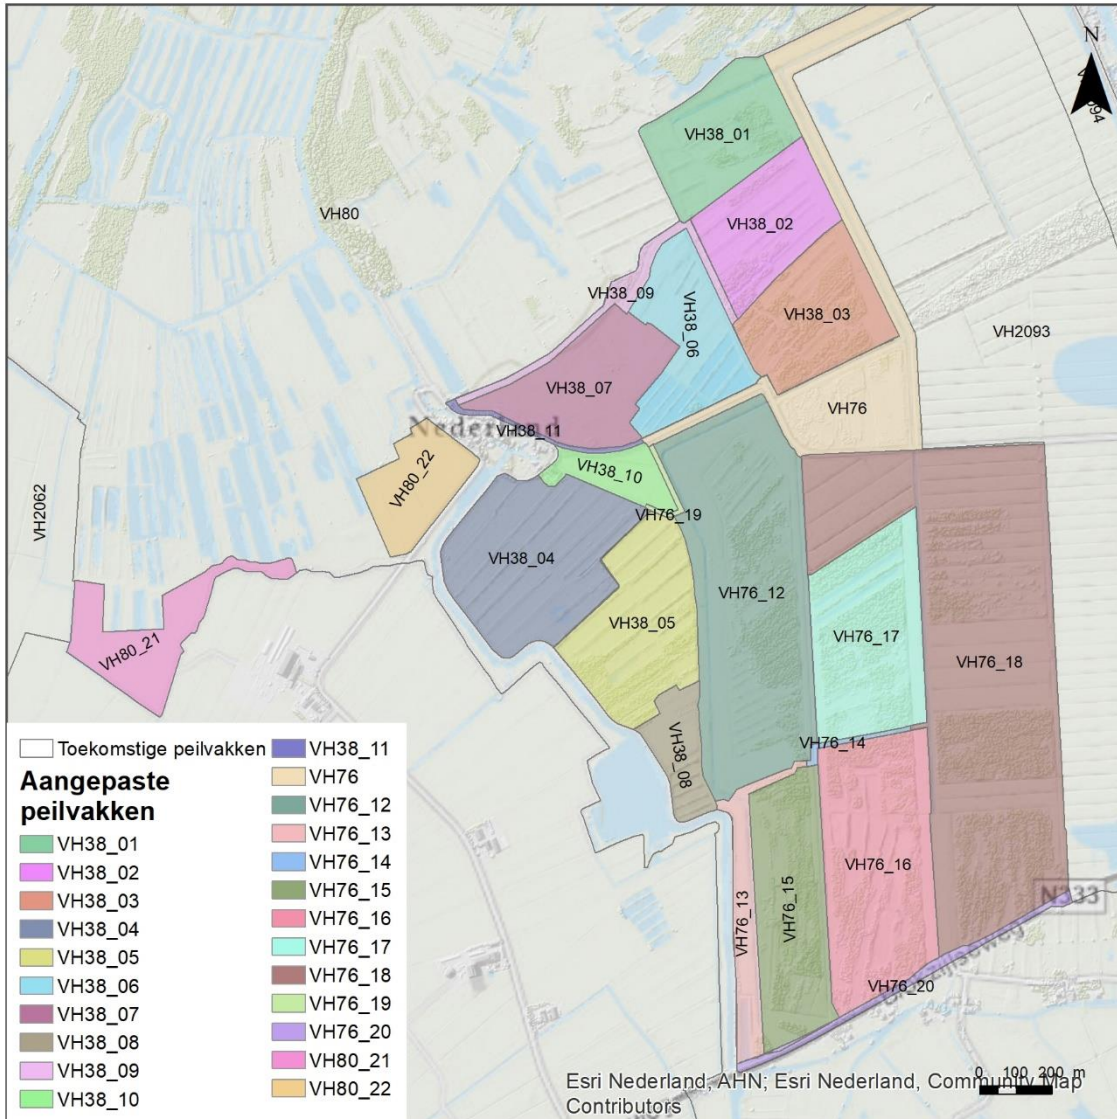 N
VH38_01
VH80
VH38_02
VH38_09
VH38_06
VH38_03
VH2093
VH38_07
VH76
Nederland
VH38_11
VH80_22
VH38_10
VH2062
VH76_19
VH38_04
VH76_12
VH38_05
VH76_17
VH76_18
VH80_21
VH76_14
VH38_08
VH76_16
VH76_15
VH76_13
N333
VH76_20
Toekomstige peilvakken
Aangepaste
peilvakken
VH38_01
VH38_02
VH38_03
VH38_04
VH38_05
VH38_06
VH38_07
VH38_08
VH38_09
VH38_10
VH38_11
VH76
VH76_12
VH76_13
VH76_14
VH76_15
VH76_16
VH76_17
VH76_18
VH76_19
VH76_20
VH80_21
VH80_22
0 100 200 m
Esri Nederland, AHN; Esri Nederland, Community Map
Contributors